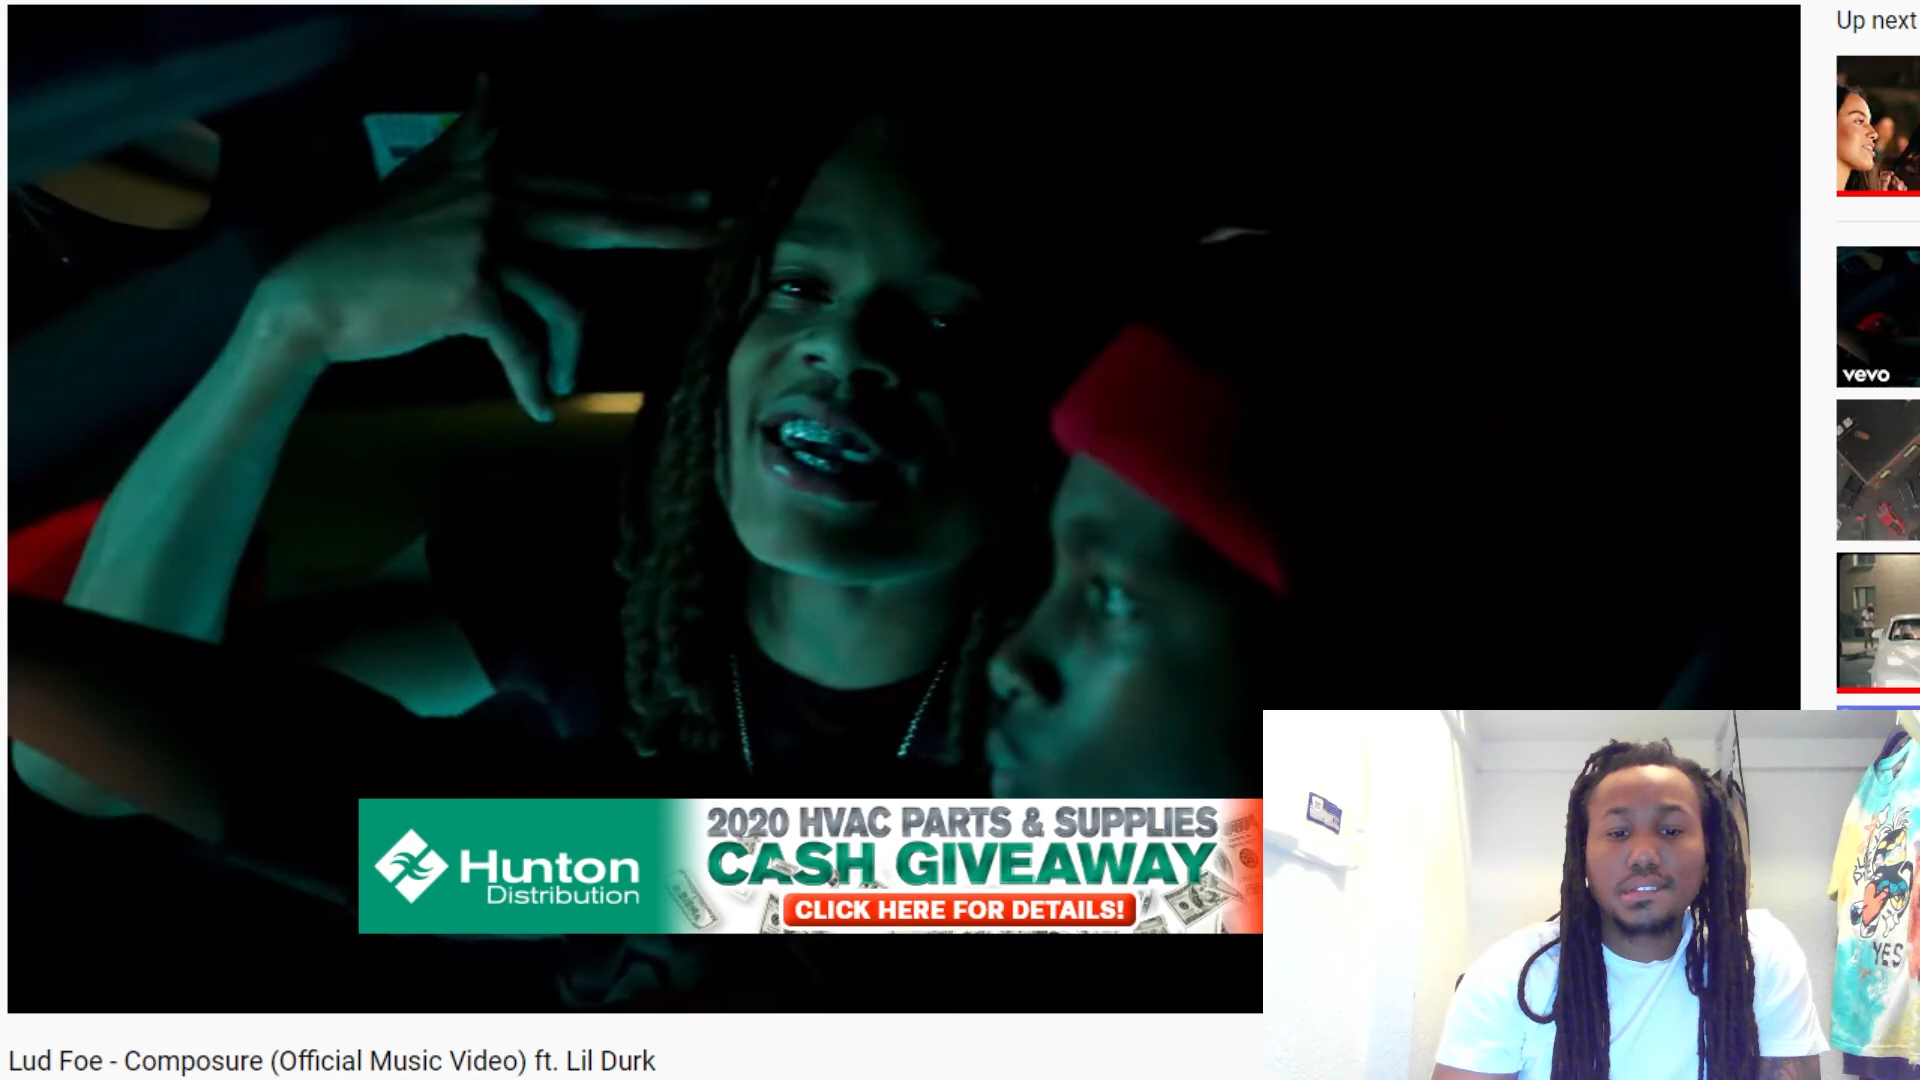 Up next
vevo
Hunton
Distribution
2020 HVAC PARTS & SUPPLIES
CASH GIVEAWAY
CLICK HERE FOR DETAILS!
YES
Lud Foe - Composure (Official Music Video) ft. Lil Durk